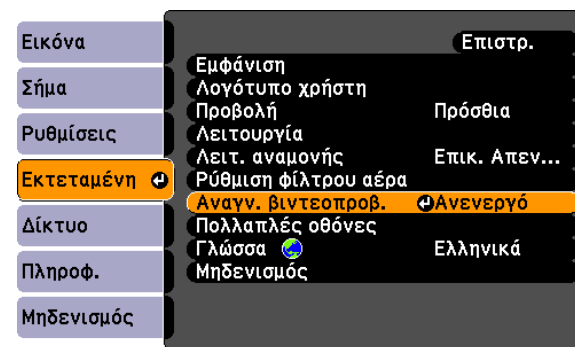 Εικόνα
Σήμα
Ρυθμίσεις
Εκτεταμένη
Δίκτυο
Πληροφ.
Μηδενισμός
Επιστρ.
Εμφάνιση
Λογότυπο χρήστη
Προβολή Πρόσθια
Λειτουργία
Λειτ. αναμονής Επικ. Απεν...
Ρύθμιση φίλτρου αέρα
Αναγν. βιντεοπροβ. Ανενεργό
Πολλαπλές οθόνες
Γλώσσα Ελληνικά
Μηδενισμός